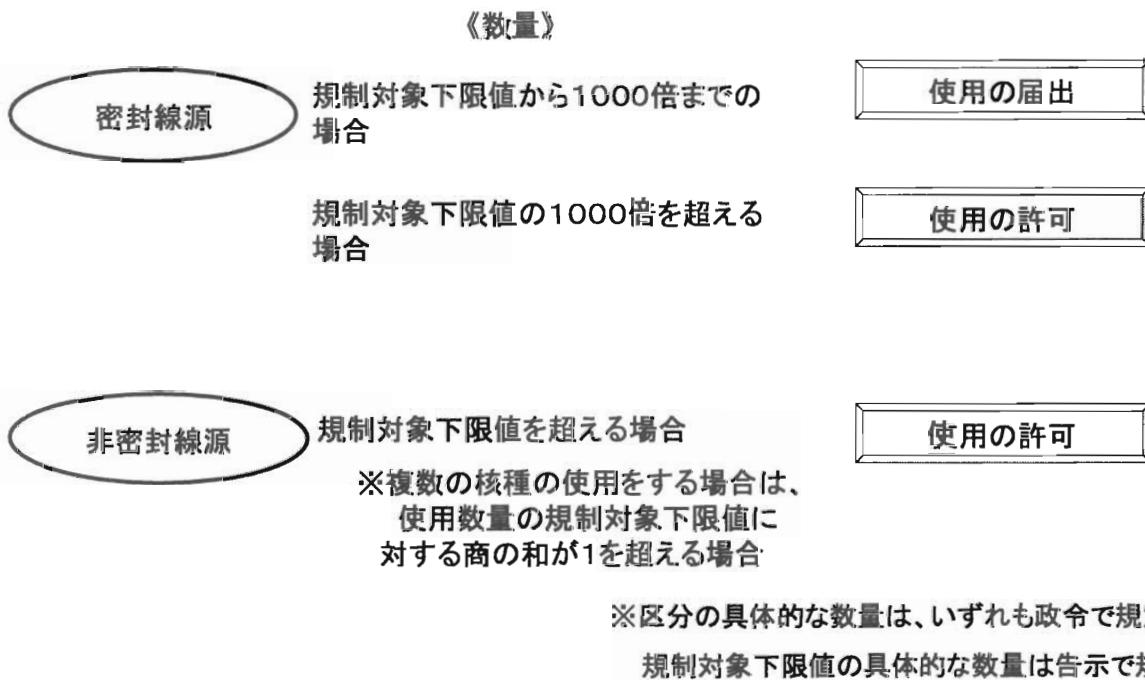 《数量》
密封線源
規制対象下限値から1000倍までの
場合
使用の届出
規制対象下限値の1000倍を超える
場合
使用の許可
非密封線源
規制対象下限値を超える場合
使用の許可
※複数の核種の使用をする場合は、
使用数量の規制対象下限値に
対する商の和が1を超える場合
※区分の具体的な数量は、いずれも政令で規
規制対象下限値の具体的な数量は告示で